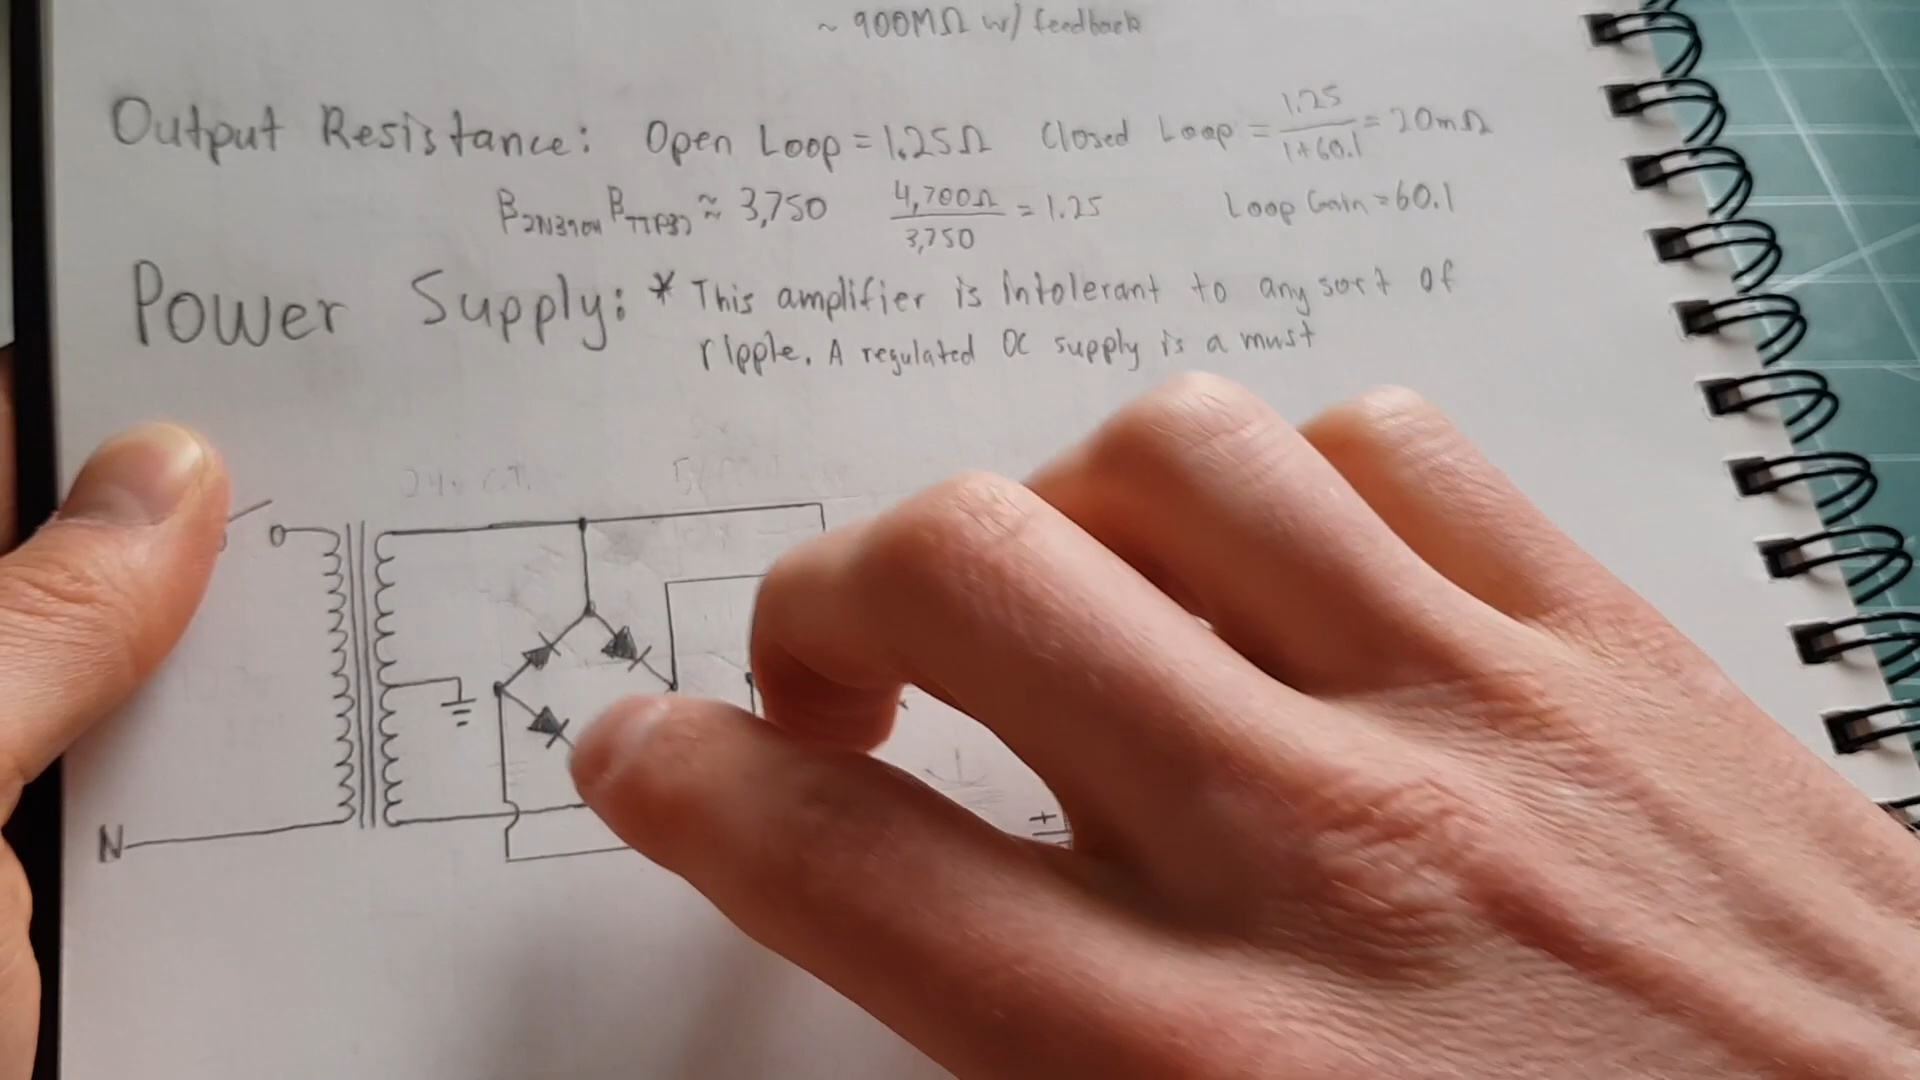 ~ 900MΩ w/ feedback
Output Resistance: Open Loop = 1.25Ω Closed Loop = 1.25/1+60.1 = 20mΩ
β2N3904 βTIP32 ≈ 3,750 4,700Ω/3,750 = 1.25 Loop Gain = 60.1
Power Supply: * This amplifier is intolerant to any sort of
ripple. A regulated DC supply is a must
24v C.T.
N
+